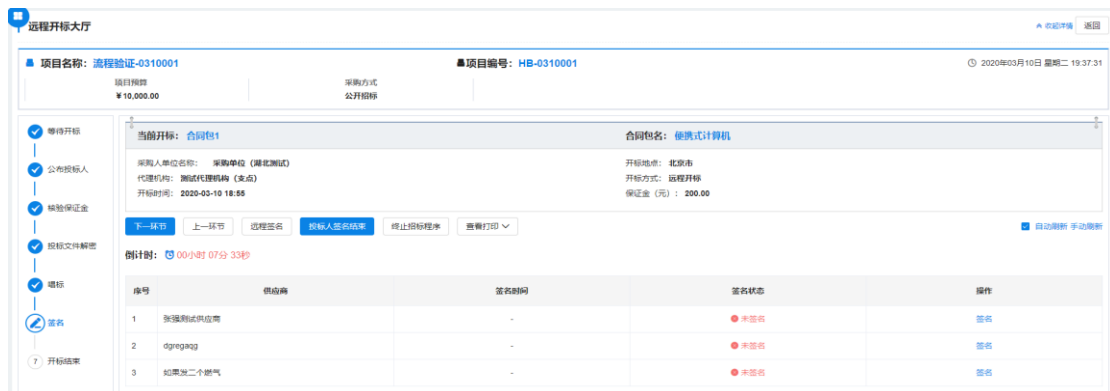 远程开标大厅
收起详情 返回
项目名称：流程验证-0310001 项目编号：HB-0310001 2020年03月10日 星期二 19:37:31
项目预算 采购方式
￥10,000.00 公开招标
等待开标
公布投标人
核验保证金
投标文件解密
唱标
签名
7 开标结束
当前开标：合同包1 合同包名：便携式计算机
采购人单位名称： 采购单位（湖北测试） 开标地点：北京市
代理机构：测试代理机构（支点） 开标方式：远程开标
开标时间：2020-03-10 18:55 保证金（元）：200.00
下一环节 上一环节 远程签名 投标人签名结束 终止招标程序 查看打印 自动刷新 手动刷新
倒计时： 00小时 07分 33秒
序号 供应商 签名时间 签名状态 操作
1 张强测试供应商 - 未签名 签名
2 dgregaqg - 未签名 签名
3 如果发二个燃气 - 未签名 签名